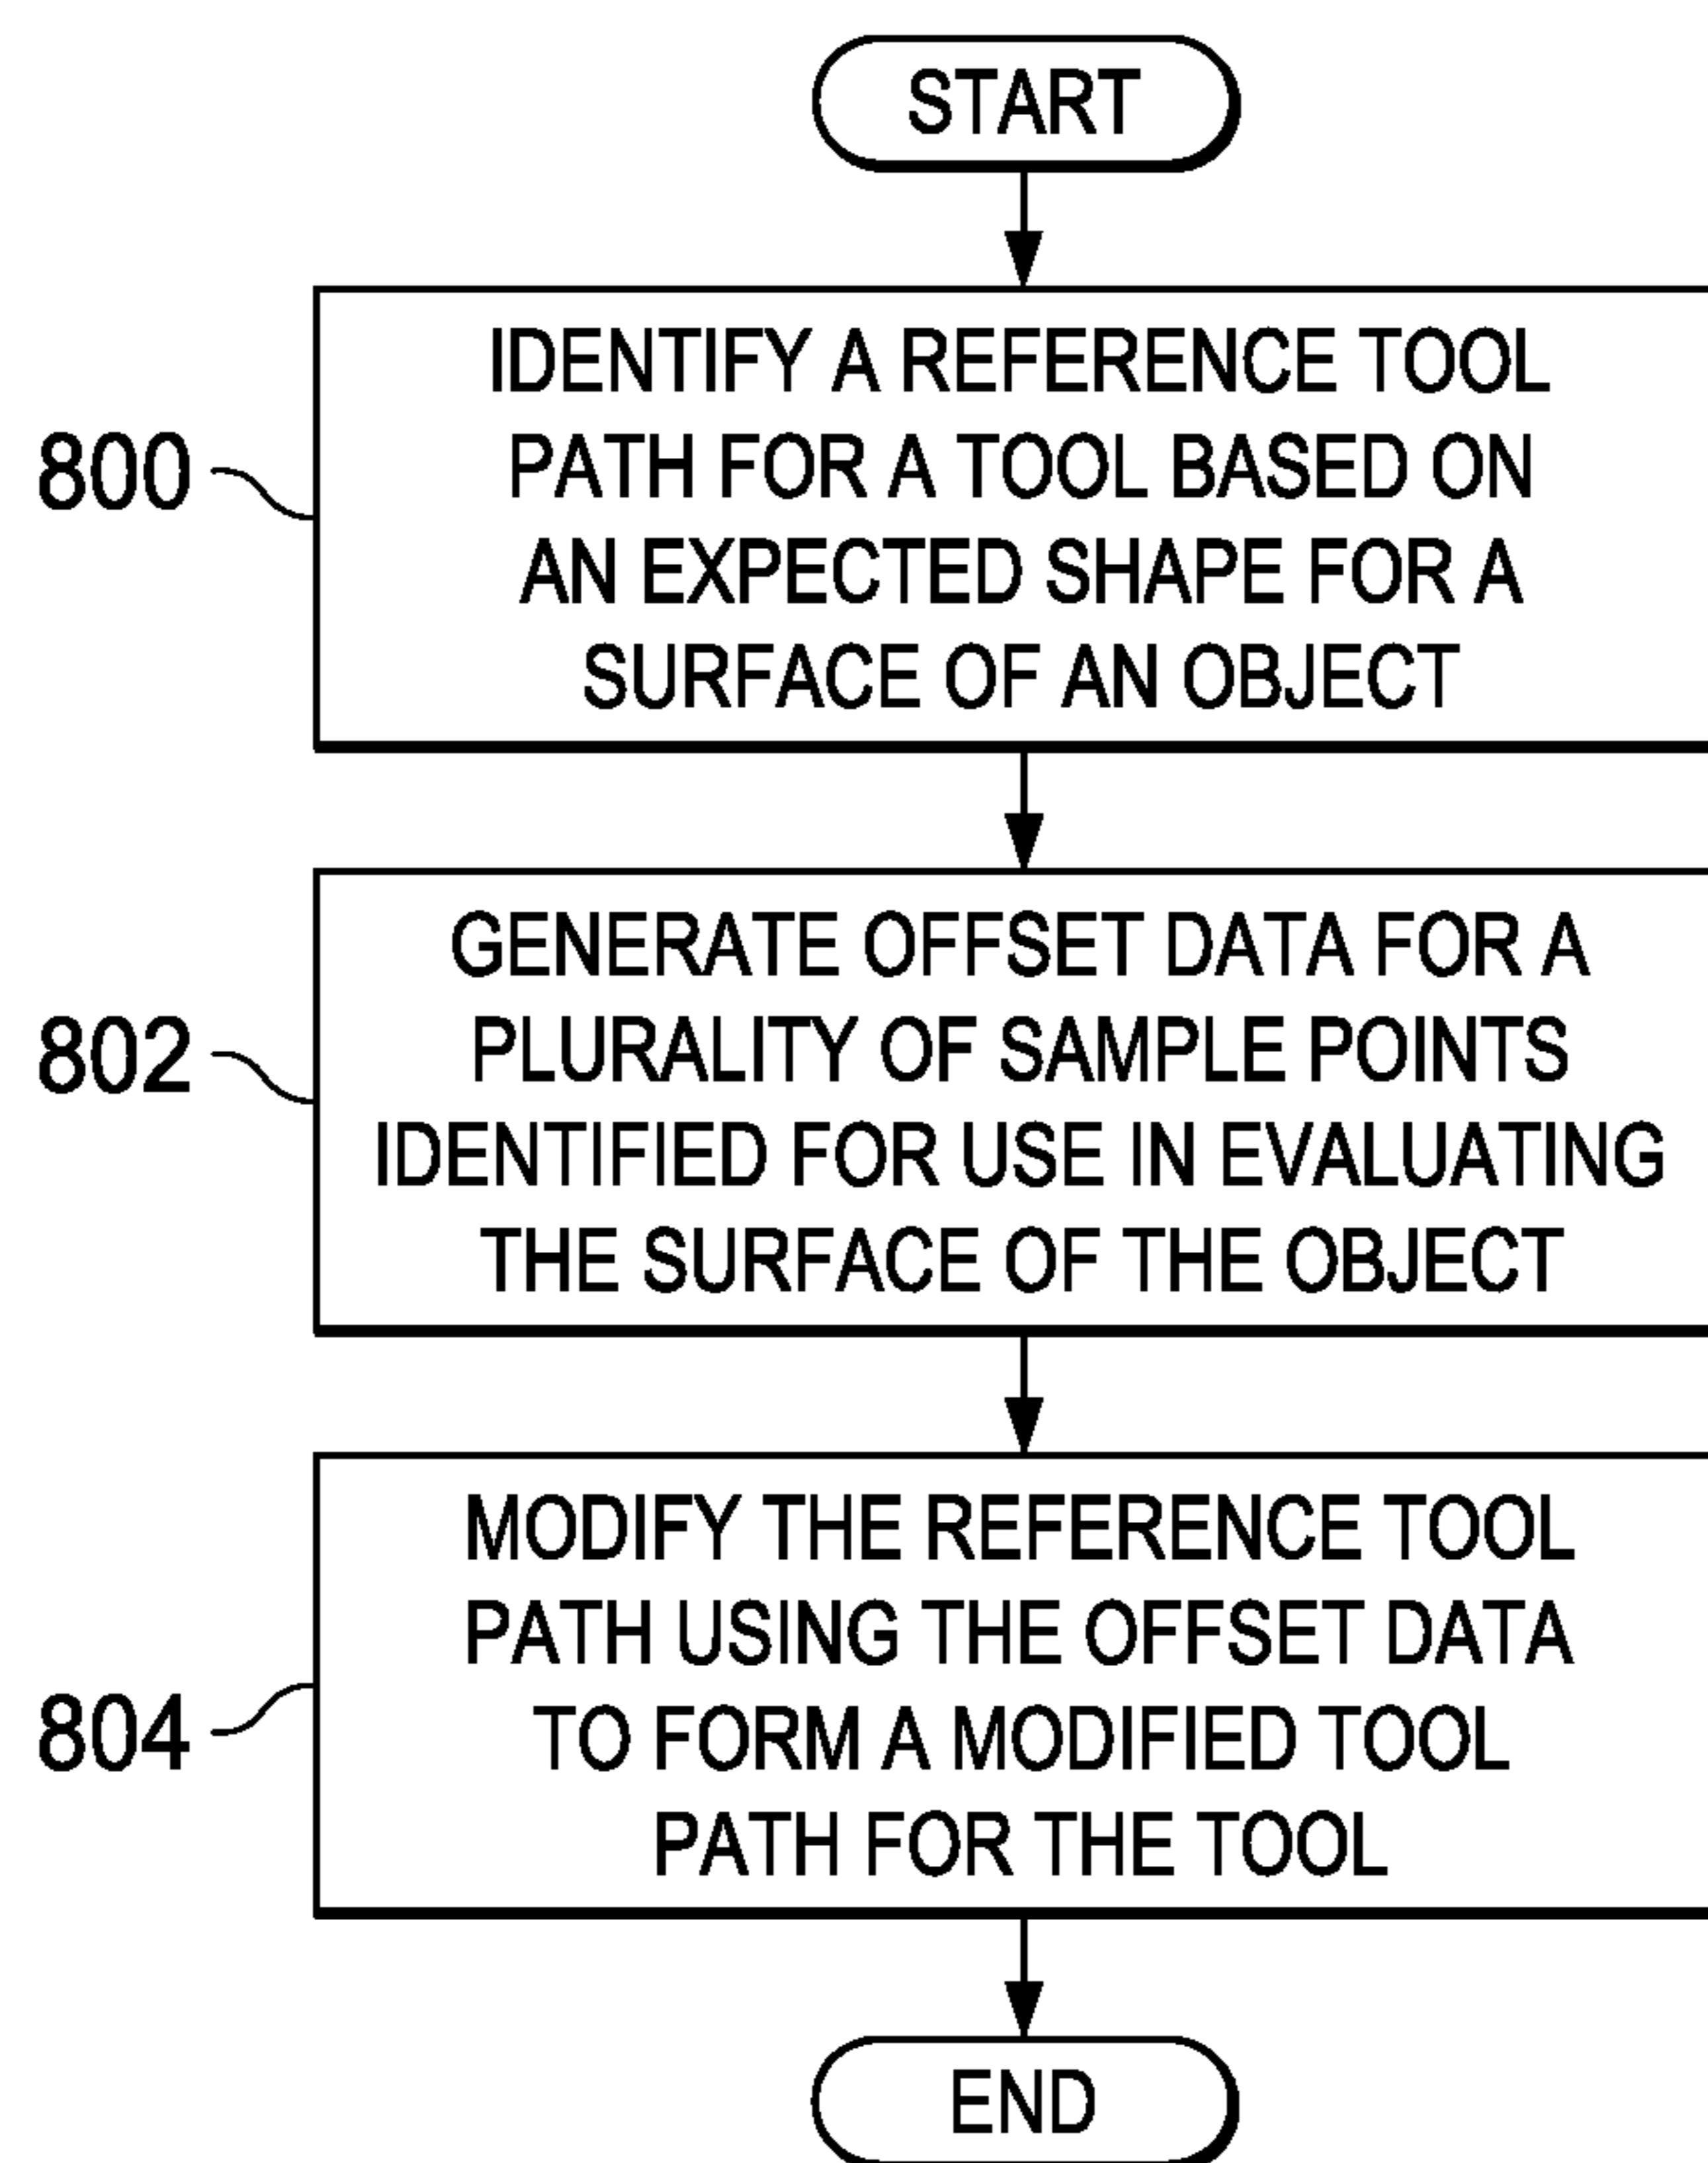 START
800
IDENTIFY A REFERENCE TOOL
PATH FOR A TOOL BASED ON
AN EXPECTED SHAPE FOR A
SURFACE OF AN OBJECT
802
GENERATE OFFSET DATA FOR A
PLURALITY OF SAMPLE POINTS
IDENTIFIED FOR USE IN EVALUATING
THE SURFACE OF THE OBJECT
804
MODIFY THE REFERENCE TOOL
PATH USING THE OFFSET DATA
TO FORM A MODIFIED TOOL
PATH FOR THE TOOL
END